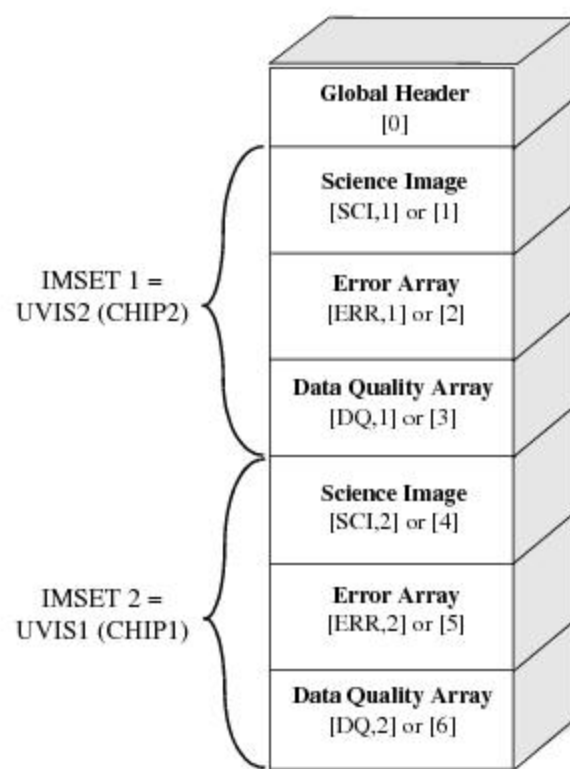 Global Header
[0]
Science Image
[SCI,1] or [1]
IMSET 1 =
UVIS2 (CHIP2)
Error Array
[ERR,1] or [2]
Data Quality Array
[DQ,1] or [3]
Science Image
[SCI,2] or [4]
IMSET 2 =
UVIS1 (CHIP1)
Error Array
[ERR,2] or [5]
Data Quality Array
[DQ,2] or [6]